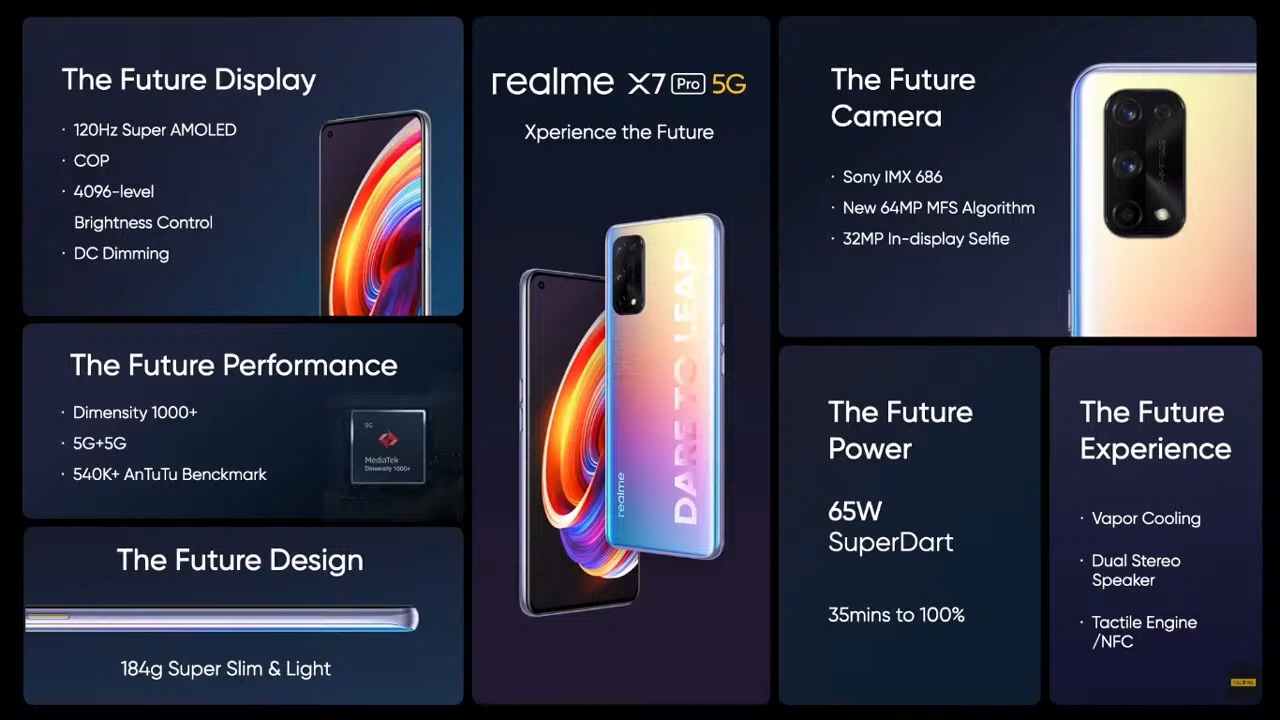 The Future Display
· 120Hz Super AMOLED
· COP
· 4096-level
Brightness Control
· DC Dimming
The Future Performance
· Dimensity 1000+
· 5G+5G
· 540K+ AnTuTu Benckmark
5G
MediaTek
Dimensity 1000+
The Future Design
184g Super Slim & Light
realme X7 Pro 5G
Xperience the Future
DARE TO LEAP
realme
The Future
Camera
· Sony IMX 686
· New 64MP MFS Algorithm
· 32MP In-display Selfie
The Future
Power
65W
SuperDart
35mins to 100%
The Future
Experience
· Vapor Cooling
· Dual Stereo
Speaker
· Tactile Engine
/NFC
realme